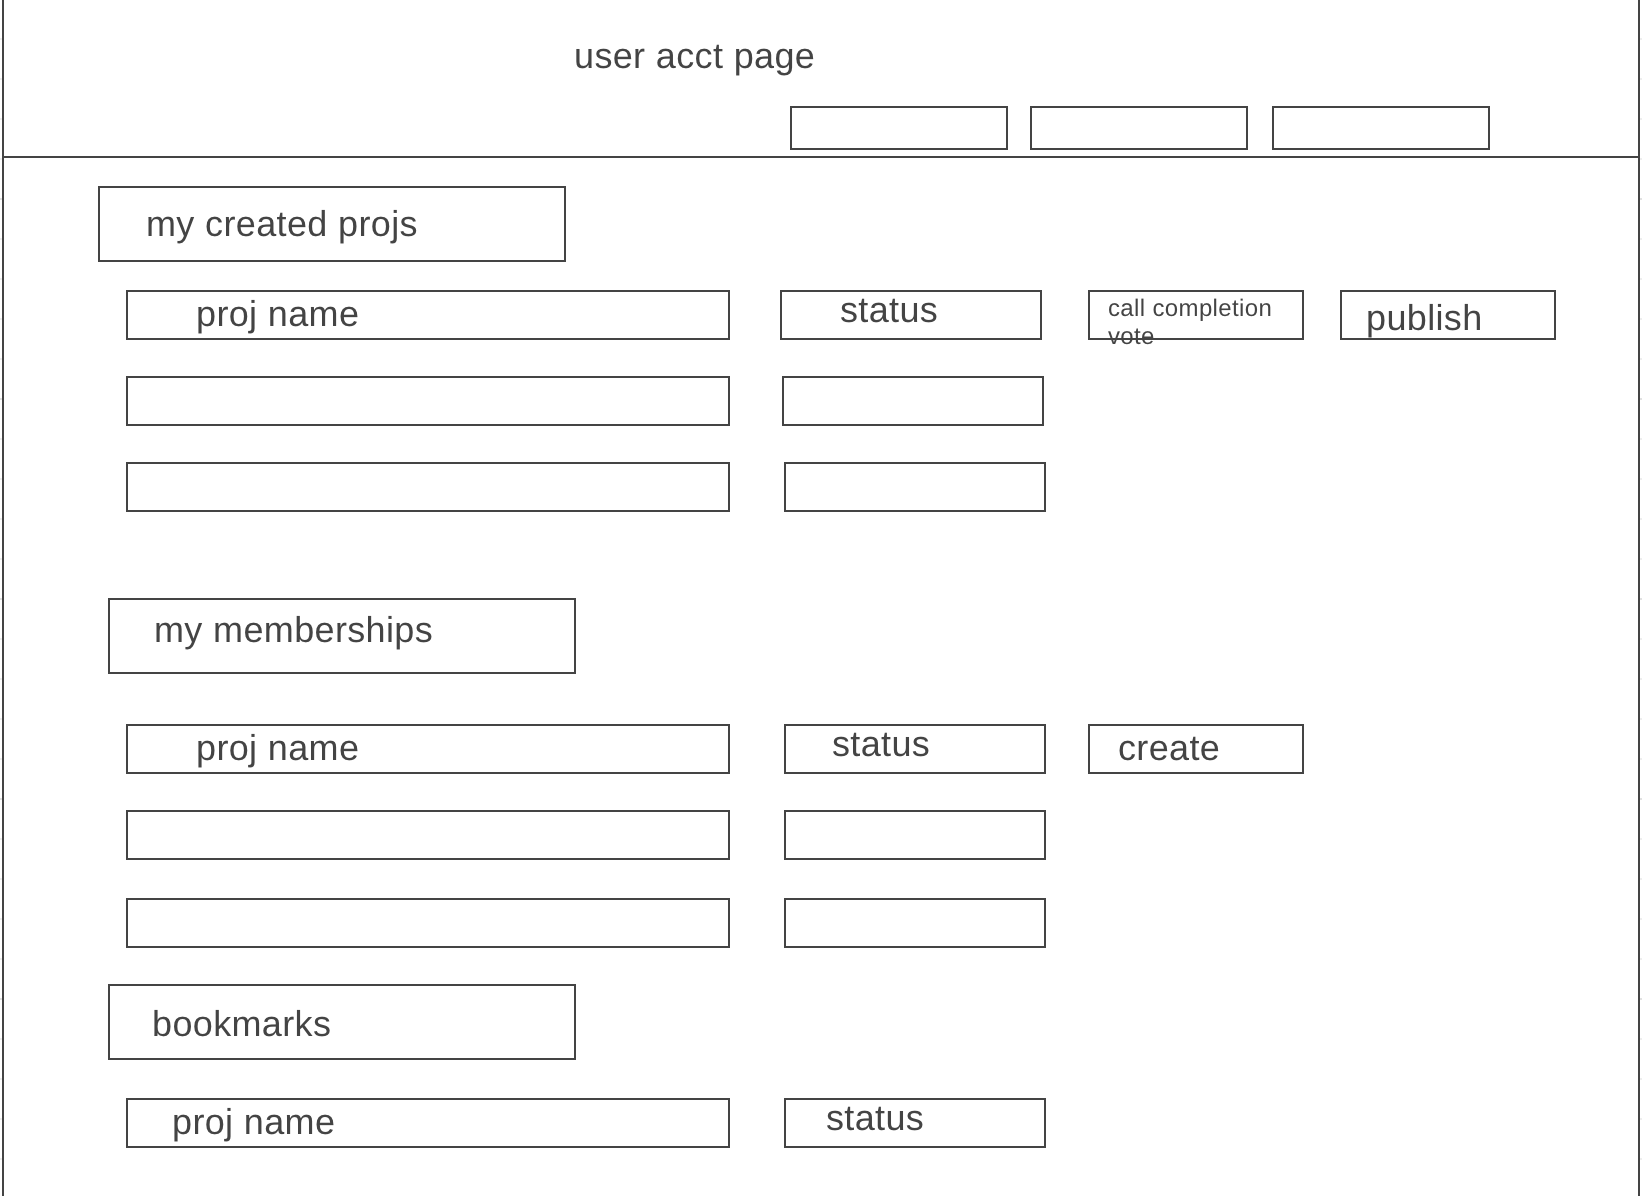 user acct page
my created projs
proj name
status
call completion
vote
publish
my memberships
proj name
status
create
bookmarks
proj name
status